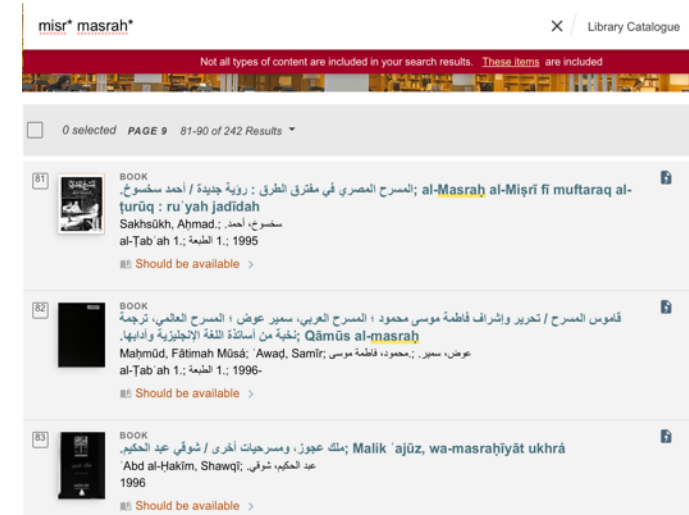 misr* masrah*
Library Catalogue
Not all types of content are included in your search results. These items are included
0 selected PAGE 9 81-90 of 242 Results
81
BOOK
المسرح المصري في مفترق الطرق : رؤية جديدة / أحمد سخسوخ.; al-Masraḥ al-Miṣrī fī muftaraq al-
ṭurūq : ruʼyah jadīdah
Sakhsūkh, Aḥmad.; سخسوخ، أحمد.
al-Ṭabʻah 1.; الطبعة 1.; 1995
Should be available
82
BOOK
قاموس المسرح / تحرير وإشراف فاطمة موسى محمود ؛ المسرح العربي، سمير عوض ؛ المسرح العالمي، ترجمة
نخبة من أساتذة اللغة الإنجليزية وآدابها.; Qāmūs al-masraḥ
Maḥmūd, Fāṭimah Mūsá; ʻAwaḍ, Samīr; عوض، سمير. ;.محمود، فاطمة موسى
al-Ṭabʻah 1.; الطبعة 1.; 1996-
Should be available
83
BOOK
ملك عجوز، ومسرحيات أخرى / شوقي عبد الحكيم.; Malik ʻajūz, wa-masraḥīyāt ukhrá
ʻAbd al-Ḥakīm, Shawqī; عبد الحكيم، شوقي.
1996
Should be available